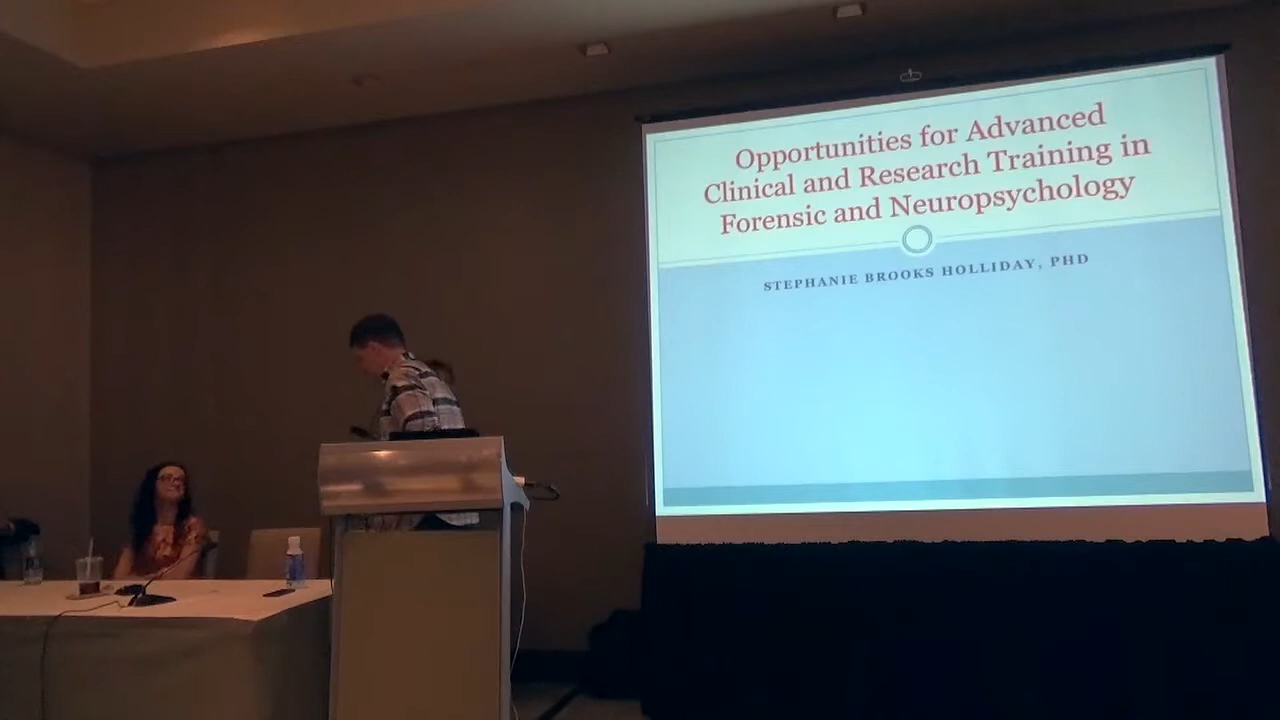 Opportunities for Advanced
Clinical and Research Training in
Forensic and Neuropsychology
STEPHANIE BROOKS HOLLIDAY, PHD